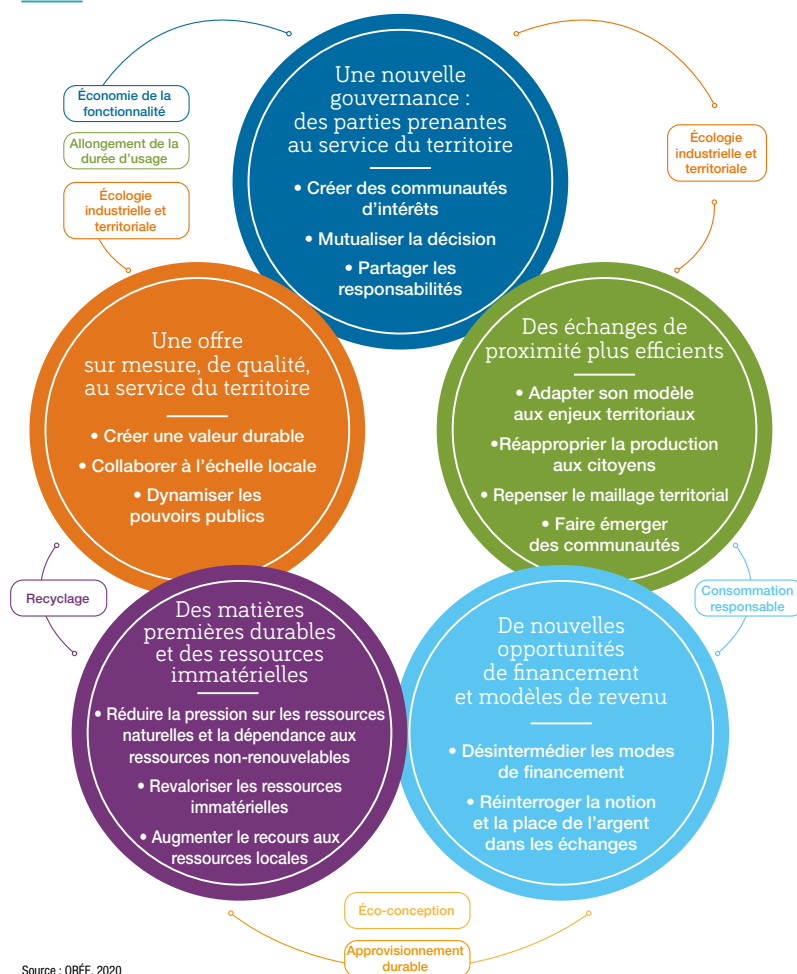 Une nouvelle
gouvernance :
des parties prenantes
au service du territoire
• Créer des communautés
d'intérêts
• Mutualiser la décision
• Partager les
responsabilités
Économie de la
fonctionnalité
Allongement de la
durée d'usage
Écologie
industrielle et
territoriale
Écologie
industrielle et
territoriale
Une offre
sur mesure, de qualité,
au service du territoire
• Créer une valeur durable
• Collaborer à l'échelle locale
• Dynamiser les
pouvoirs publics
Des échanges de
proximité plus efficients
• Adapter son modèle
aux enjeux territoriaux
•Réapproprier la production
aux citoyens
• Repenser le maillage territorial
• Faire émerger
des communautés
Recyclage
Consommation
responsable
Des matières
premières durables
et des ressources
immatérielles
• Réduire la pression sur les ressources
naturelles et la dépendance aux
ressources non-renouvelables
• Revaloriser les ressources
immatérielles
• Augmenter le recours aux
ressources locales
De nouvelles
opportunités
de financement
et modèles de revenu
• Désintermédier les modes
de financement
• Réinterroger la notion
et la place de l'argent
dans les échanges
Éco-conception
Approvisionnement
durable
Source : ORÉE, 2020